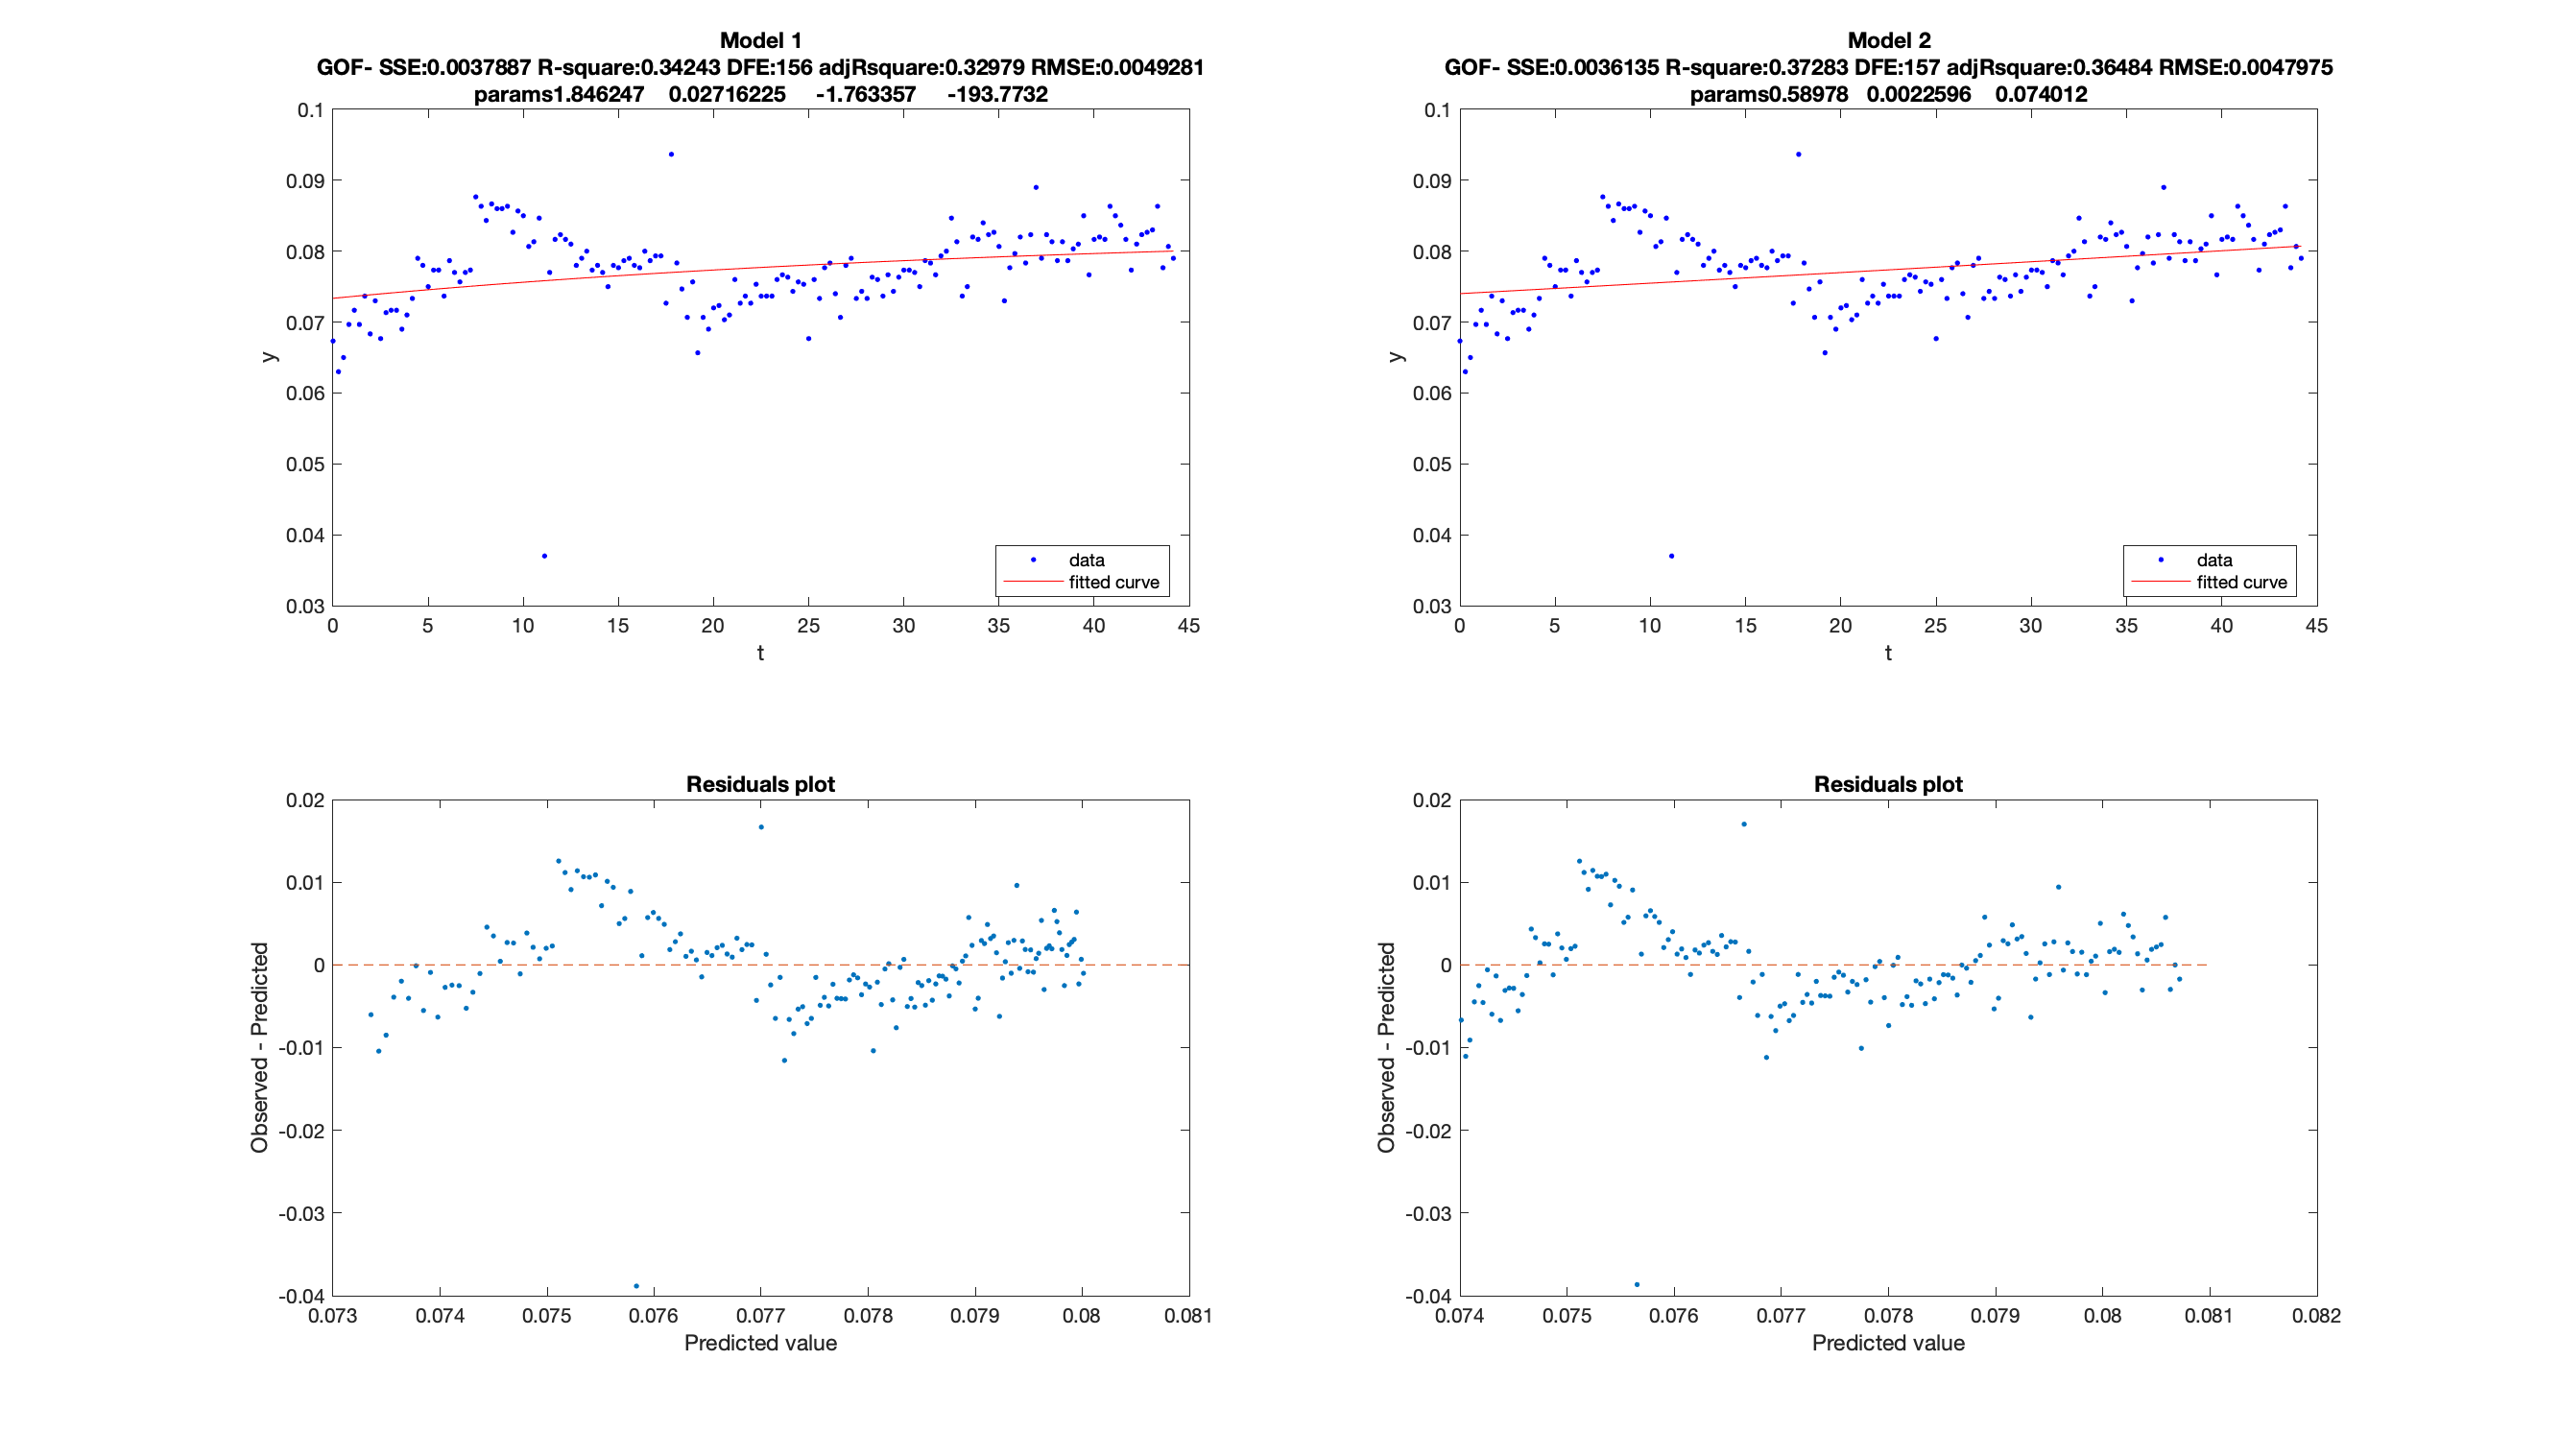 Model 1
GOF- SSE:0.0037887 R-square:0.34243 DFE:156 adjRsquare:0.32979 RMSE:0.0049281
params1.846247 0.02716225 -1.763357 -193.7732
0.1
0.09
0.08
0.07
0.06
0.05
0.04
0.03
y
data
fitted curve
0 5 10 15 20 25 30 35 40 45
t
Model 2
GOF- SSE:0.0036135 R-square:0.37283 DFE:157 adjRsquare:0.36484 RMSE:0.0047975
params0.58978 0.0022596 0.074012
0.1
0.09
0.08
0.07
0.06
0.05
0.04
0.03
y
data
fitted curve
0 5 10 15 20 25 30 35 40 45
t
Residuals plot
0.02
0.01
0
-0.01
-0.02
-0.03
-0.04
Observed - Predicted
0.073 0.074 0.075 0.076 0.077 0.078 0.079 0.08 0.081
Predicted value
Residuals plot
0.02
0.01
0
-0.01
-0.02
-0.03
-0.04
Observed - Predicted
0.074 0.075 0.076 0.077 0.078 0.079 0.08 0.081 0.082
Predicted value